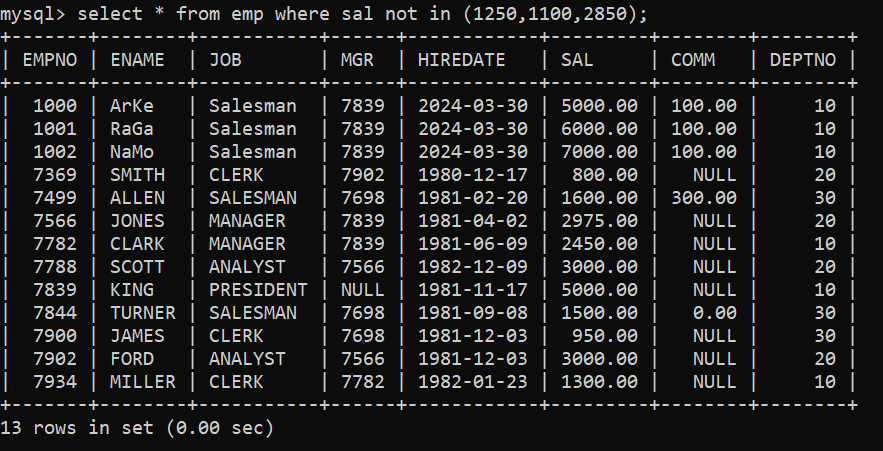 mysql> select * from emp where sal not in (1250,1100,2850);
+-------+--------+-----------+------+------------+---------+--------+--------+
| EMPNO | ENAME  | JOB       | MGR  | HIREDATE   | SAL     | COMM   | DEPTNO |
+-------+--------+-----------+------+------------+---------+--------+--------+
|  1000 | ArKe   | Salesman  | 7839 | 2024-03-30 | 5000.00 | 100.00 |     10 |
|  1001 | RaGa   | Salesman  | 7839 | 2024-03-30 | 6000.00 | 100.00 |     10 |
|  1002 | NaMo   | Salesman  | 7839 | 2024-03-30 | 7000.00 | 100.00 |     10 |
|  7369 | SMITH  | CLERK     | 7902 | 1980-12-17 |  800.00 |   NULL |     20 |
|  7499 | ALLEN  | SALESMAN  | 7698 | 1981-02-20 | 1600.00 | 300.00 |     30 |
|  7566 | JONES  | MANAGER   | 7839 | 1981-04-02 | 2975.00 |   NULL |     20 |
|  7782 | CLARK  | MANAGER   | 7839 | 1981-06-09 | 2450.00 |   NULL |     10 |
|  7788 | SCOTT  | ANALYST   | 7566 | 1982-12-09 | 3000.00 |   NULL |     20 |
|  7839 | KING   | PRESIDENT | NULL | 1981-11-17 | 5000.00 |   NULL |     10 |
|  7844 | TURNER | SALESMAN  | 7698 | 1981-09-08 | 1500.00 |   0.00 |     30 |
|  7900 | JAMES  | CLERK     | 7698 | 1981-12-03 |  950.00 |   NULL |     30 |
|  7902 | FORD   | ANALYST   | 7566 | 1981-12-03 | 3000.00 |   NULL |     20 |
|  7934 | MILLER | CLERK     | 7782 | 1982-01-23 | 1300.00 |   NULL |     10 |
+-------+--------+-----------+------+------------+---------+--------+--------+
13 rows in set (0.00 sec)